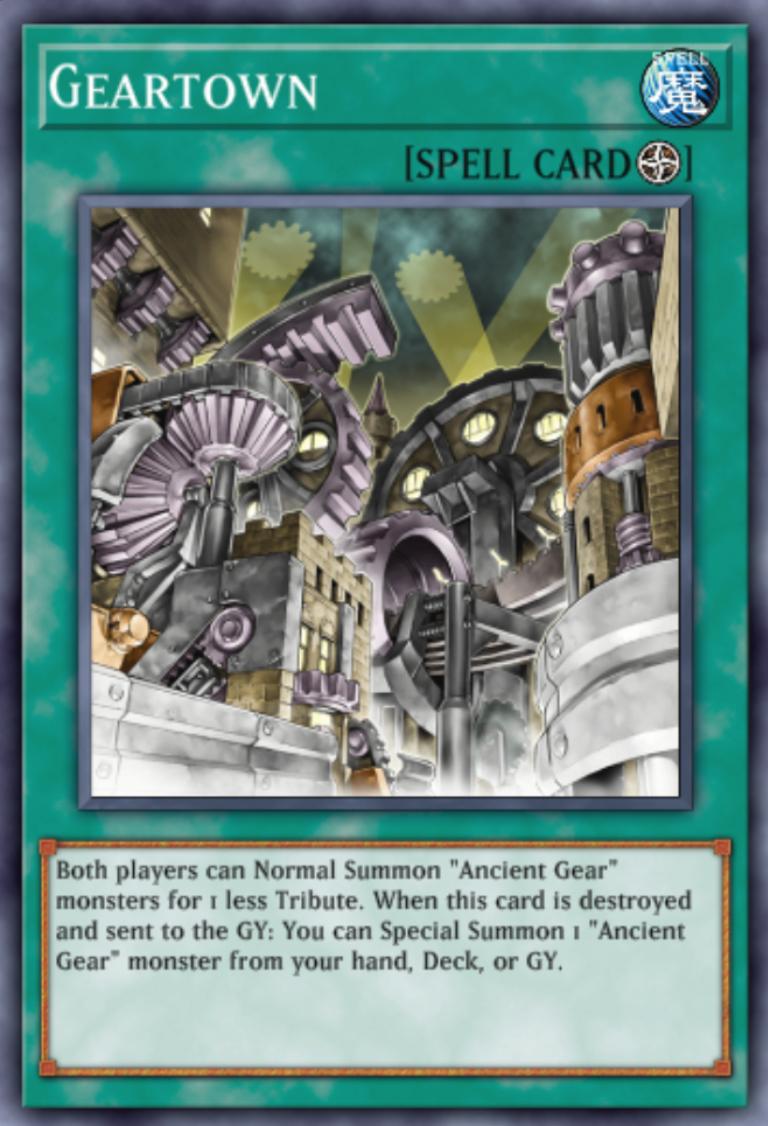 GEARTOWN
SPELL
魔
[SPELL CARD]
Both players can Normal Summon "Ancient Gear"
monsters for 1 less Tribute. When this card is destroyed
and sent to the GY: You can Special Summon 1 "Ancient
Gear" monster from your hand, Deck, or GY.